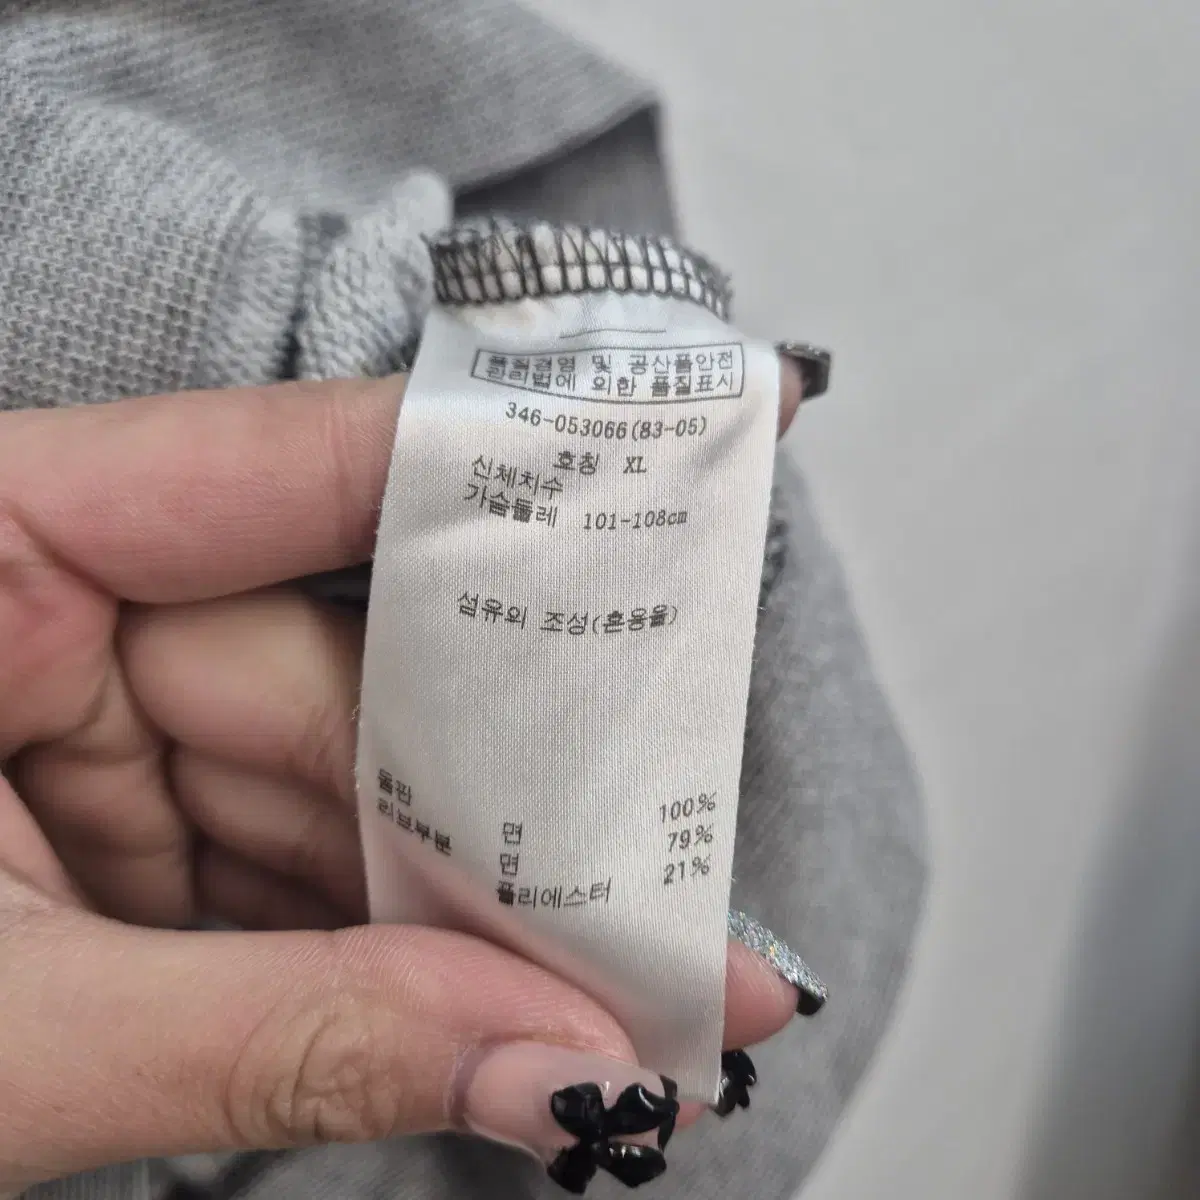 품질경영 및 공산품안전
관리법에 의한 품질표시
346-053066(83-05)
호칭 XL
신체치수
가슴둘레 101-108cm
섬유의 조성(혼용율)
몸판 면 100%
리브부분 면 79%
폴리에스터 21%